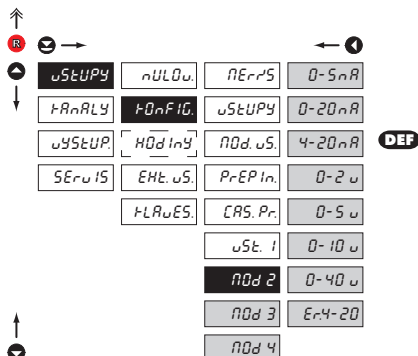 R
VSTUPY
NULOV.
MERIS
0-5mA
KANALY
KONFIG.
VSTUPY
0-20mA
VYSTUP.
HODINY
MOD. VS.
4-20mA
DEF
SERVIS
EXT. VS.
PREPIN.
0-2 V
KLAVES.
CAS. Pr.
0-5 V
VST. 1
0-10 V
MOD 2
0-40 V
MOD 3
Er.4-20
MOD 4